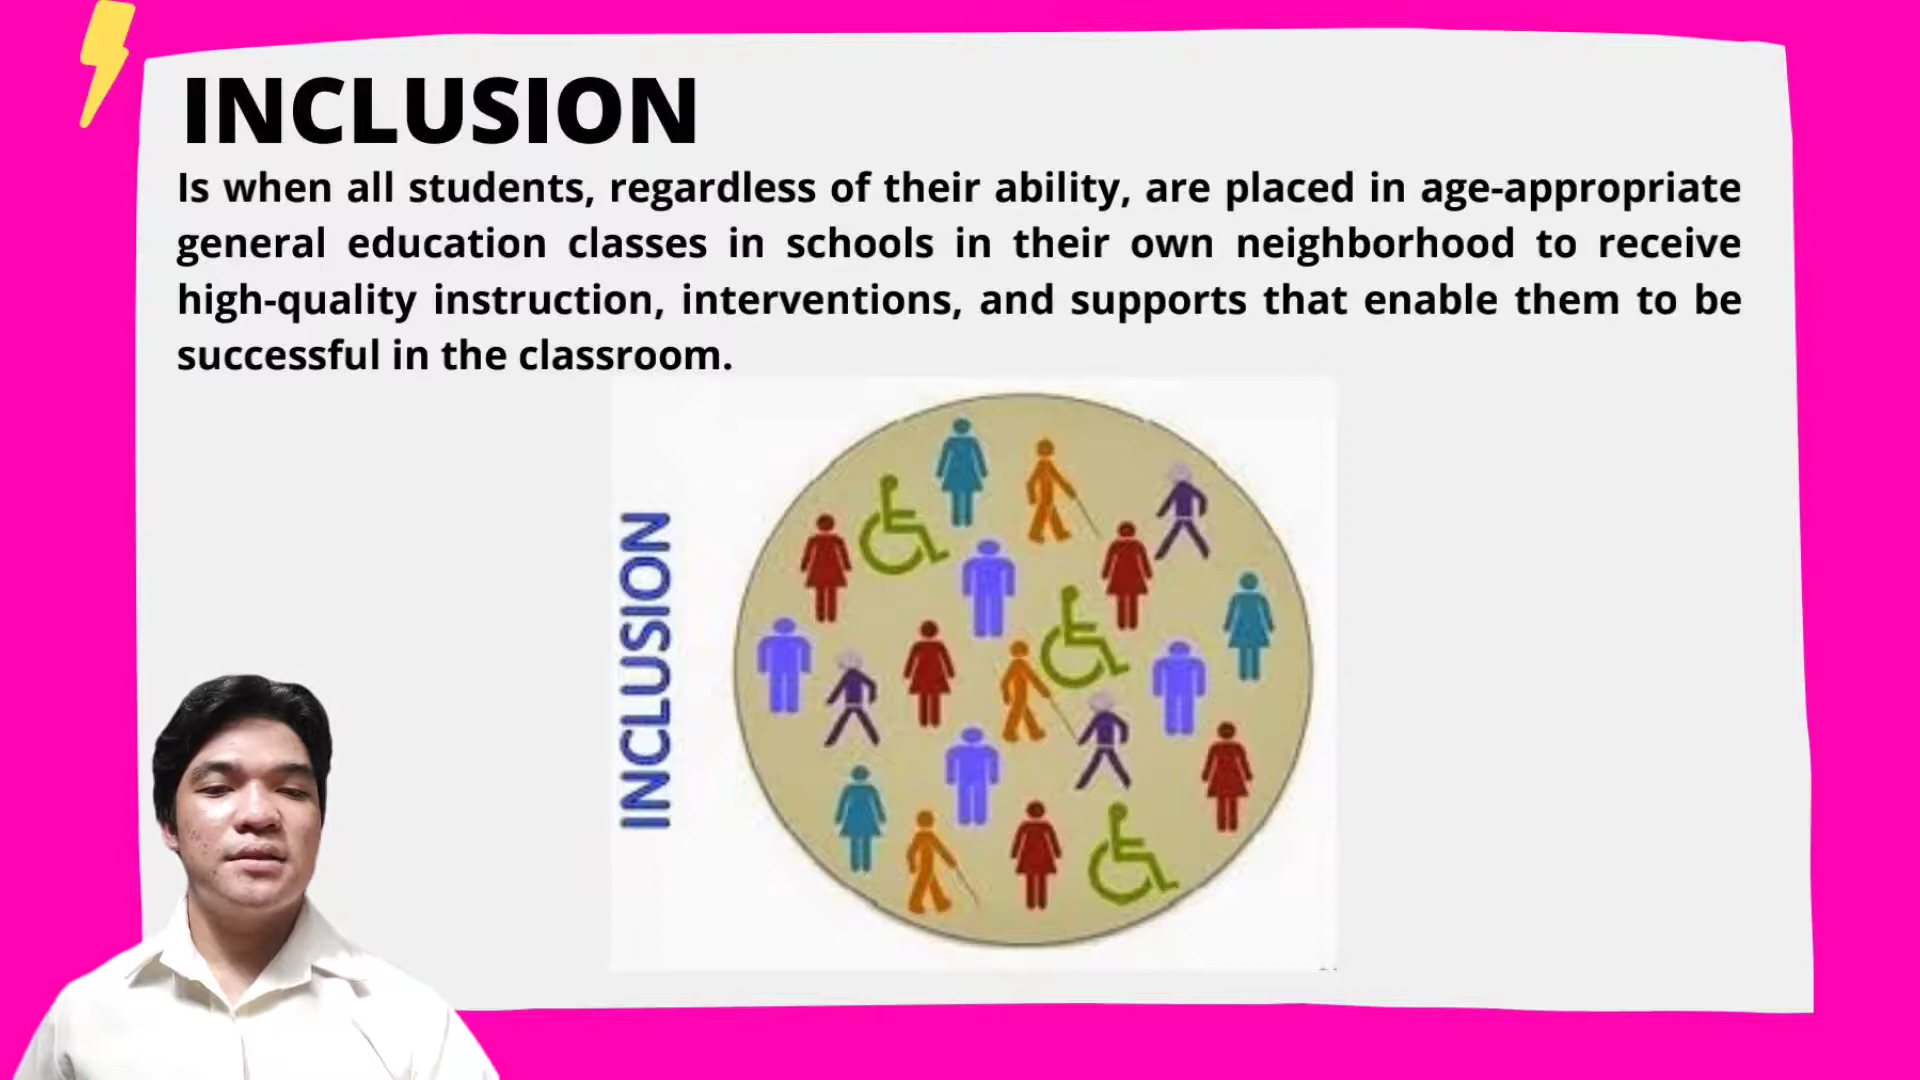 INCLUSION
Is when all students, regardless of their ability, are placed in age-appropriate
general education classes in schools in their own neighborhood to receive
high-quality instruction, interventions, and supports that enable them to be
successful in the classroom.
INCLUSION